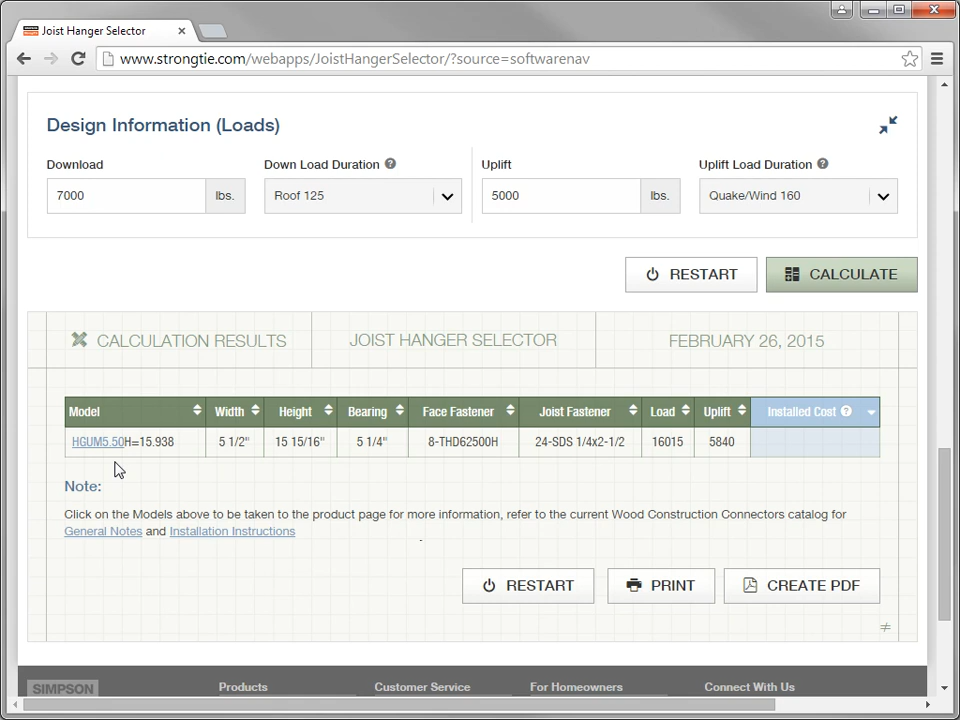 Joist Hanger Selector
www.strongtie.com/webapps/JoistHangerSelector/?source=softwarenav
Design Information (Loads)
Download Down Load Duration ? Uplift Uplift Load Duration ?
7000 lbs. Roof 125 5000 lbs. Quake/Wind 160
RESTART CALCULATE
CALCULATION RESULTS JOIST HANGER SELECTOR FEBRUARY 26, 2015
Model Width Height Bearing Face Fastener Joist Fastener Load Uplift Installed Cost ?
HGUM5.50H=15.938 5 1/2" 15 15/16" 5 1/4" 8-THD62500H 24-SDS 1/4x2-1/2 16015 5840
Note:
Click on the Models above to be taken to the product page for more information, refer to the current Wood Construction Connectors catalog for
General Notes and Installation Instructions
RESTART PRINT CREATE PDF
SIMPSON Products Customer Service For Homeowners Connect With Us